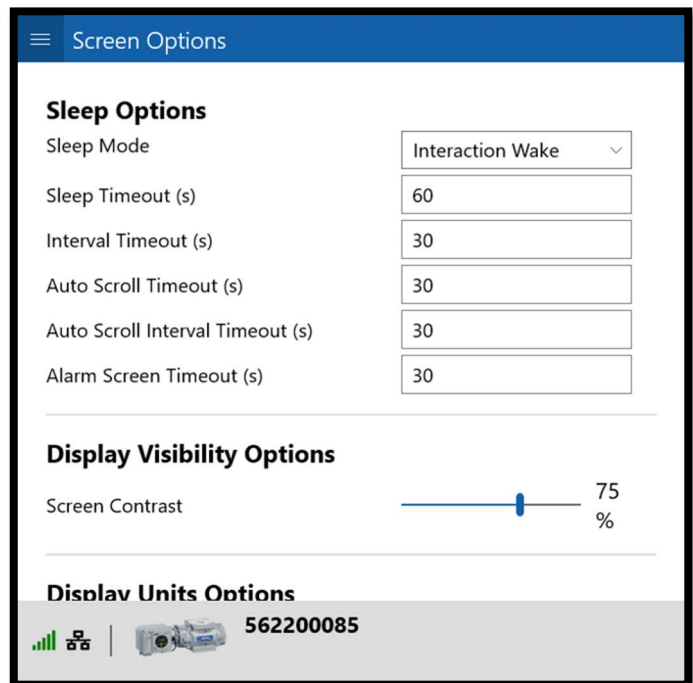 Screen Options
Sleep Options
Sleep Mode
Interaction Wake
Sleep Timeout (s)
60
Interval Timeout (s)
30
Auto Scroll Timeout (s)
30
Auto Scroll Interval Timeout (s)
30
Alarm Screen Timeout (s)
30
Display Visibility Options
Screen Contrast
75
%
Display Units Options
562200085